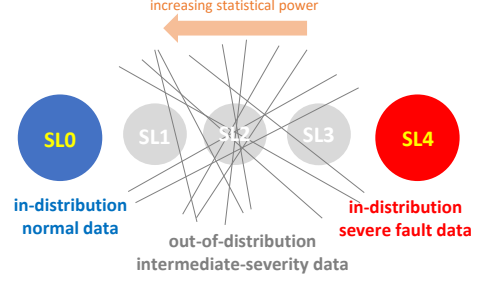 increasing statistical power
SL0
SL1
SL2
SL3
SL4
in-distribution
normal data
in-distribution
severe fault data
out-of-distribution
intermediate-severity data